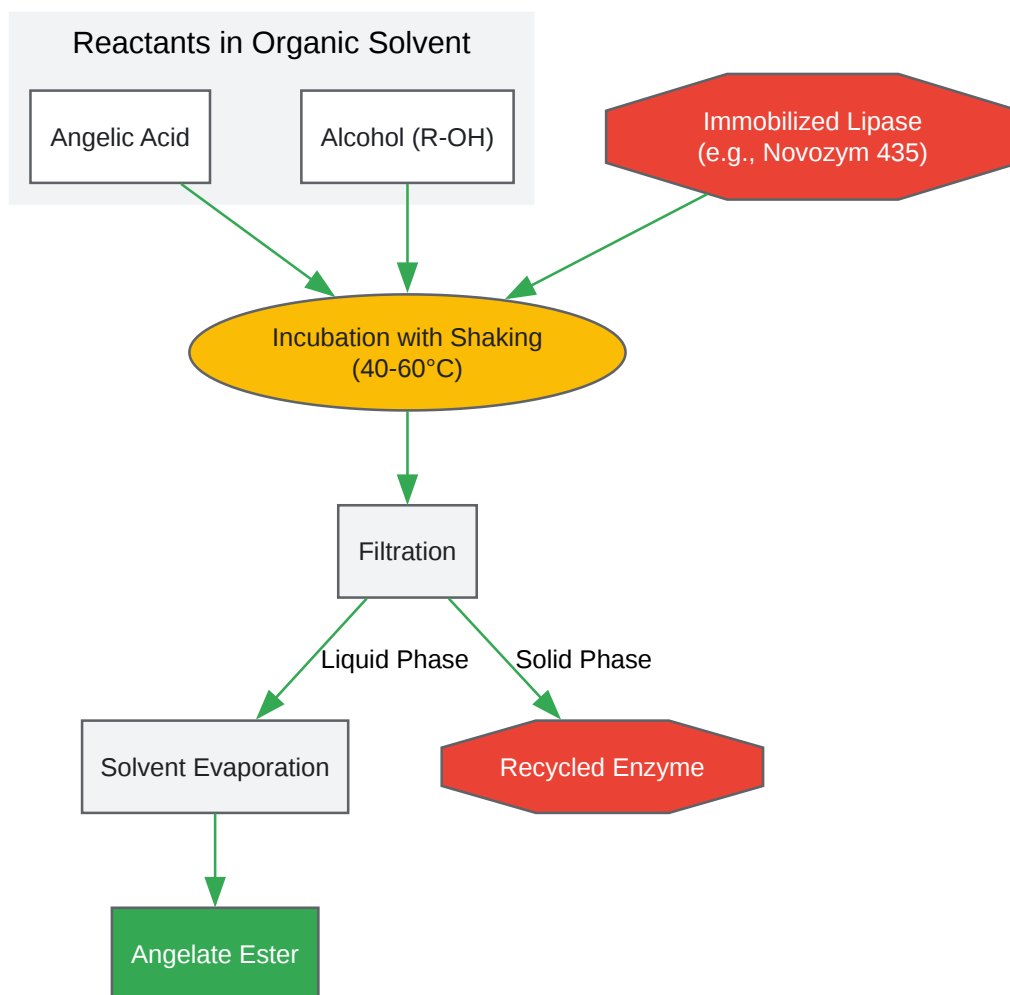 Reactants in Organic Solvent
Angelic Acid
Alcohol (R-OH)
Immobilized Lipase
(e.g., Novozym 435)
Incubation with Shaking
(40-60°C)
Filtration
Liquid Phase
Solid Phase
Solvent Evaporation
Recycled Enzyme
Angelate Ester